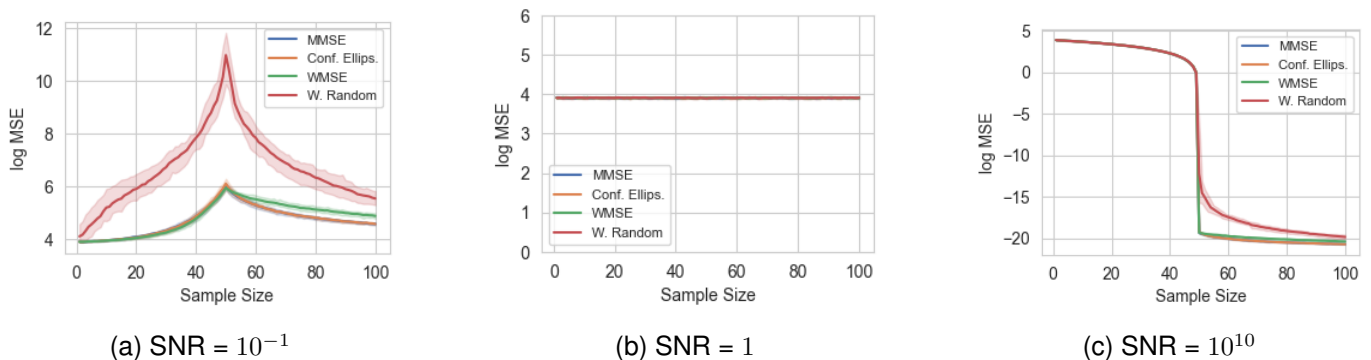 12
10
8
6
4
log MSE
MMSE
Conf. Ellips.
WMSE
W. Random
0 20 40 60 80 100
Sample Size
(a) SNR = 10^{-1}
6
5
4
3
2
1
0
log MSE
MMSE
Conf. Ellips.
WMSE
W. Random
0 20 40 60 80 100
Sample Size
(b) SNR = 1
5
0
−5
−10
−15
−20
log MSE
MMSE
Conf. Ellips.
WMSE
W. Random
0 20 40 60 80 100
Sample Size
(c) SNR = 10^{10}